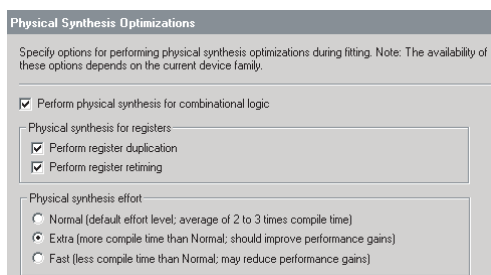 Physical Synthesis Optimizations
Specify options for performing physical synthesis optimizations during fitting. Note: The availability of
these options depends on the current device family.
Perform physical synthesis for combinational logic
Physical synthesis for registers
Perform register duplication
Perform register retiming
Physical synthesis effort
Normal (default effort level; average of 2 to 3 times compile time)
Extra (more compile time than Normal; should improve performance gains)
Fast (less compile time than Normal; may reduce performance gains)